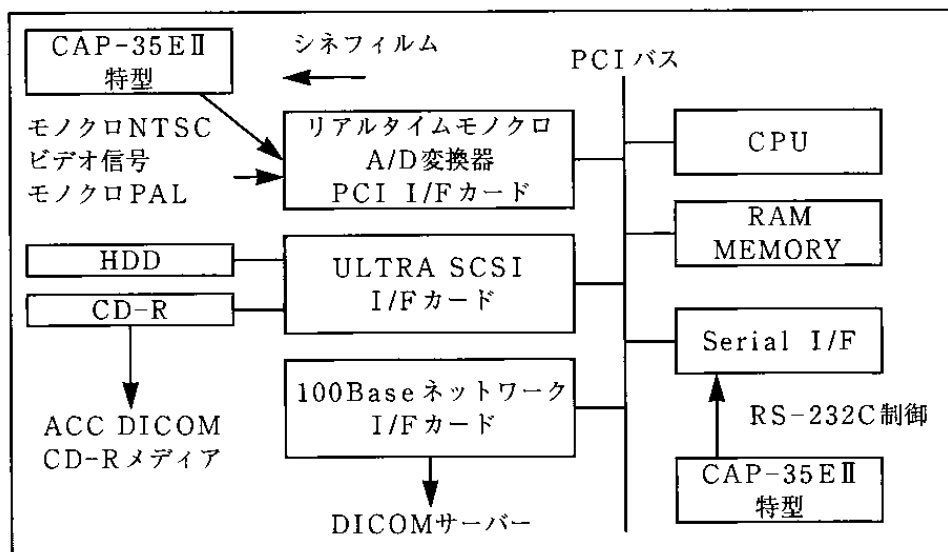 CAP-35EⅡ
特型
シネフィルム
PCIバス
モノクロNTSC
ビデオ信号
モノクロPAL
リアルタイムモノクロ
A/D変換器
PCI I/Fカード
CPU
RAM
MEMORY
HDD
CD-R
ULTRA SCSI
I/Fカード
Serial I/F
100Baseネットワーク
I/Fカード
RS-232C制御
ACC DICOM
CD-Rメディア
CAP-35EⅡ
特型
DICOMサーバー